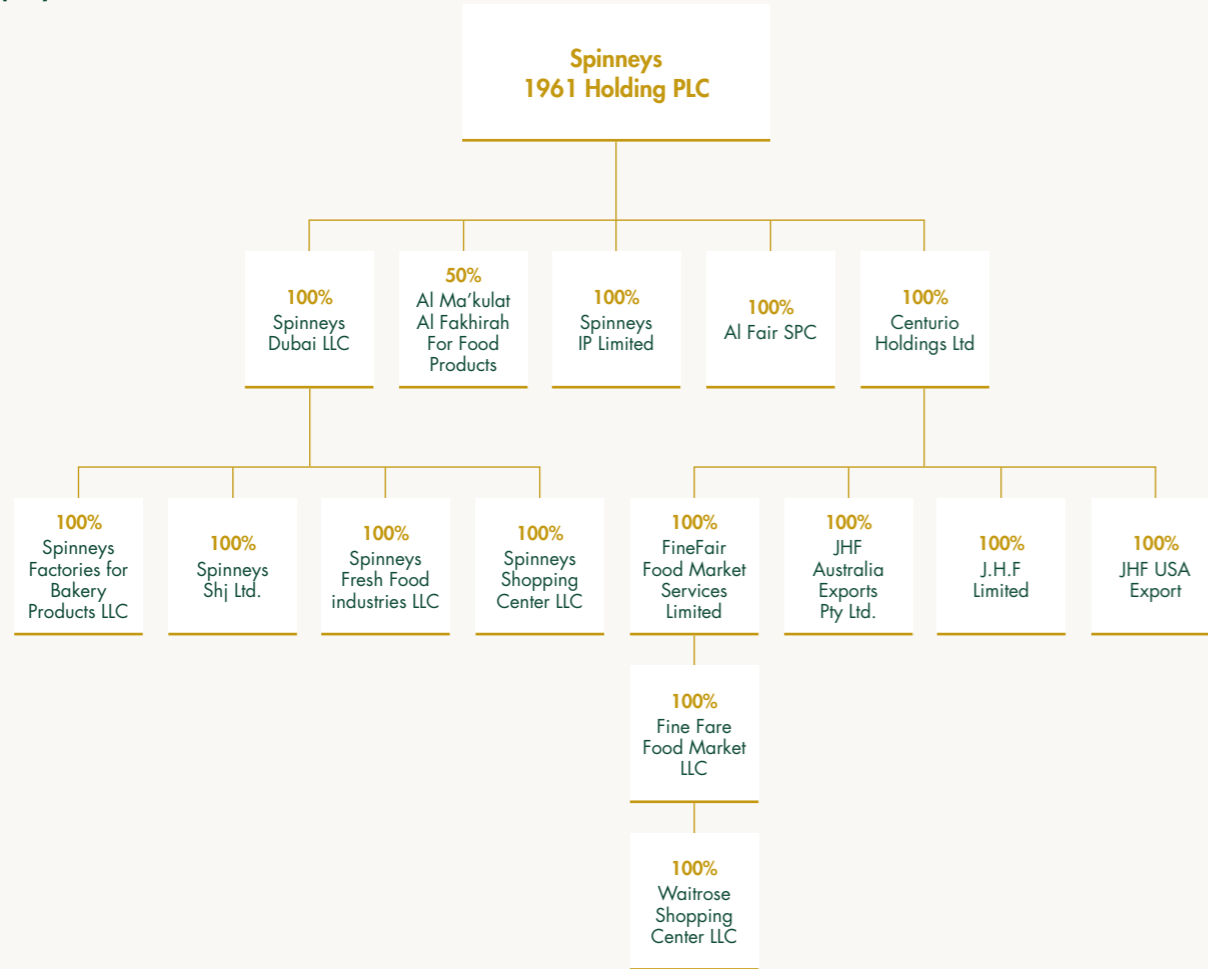 Spinneys
1961 Holding PLC
100%
Spinneys
Dubai LLC
50%
Al Ma’kulat
Al Fakhirah
For Food
Products
100%
Spinneys
IP Limited
100%
Al Fair SPC
100%
Centurio
Holdings Ltd
100%
Spinneys
Factories for
Bakery
Products LLC
100%
Spinneys
Shj Ltd.
100%
Spinneys
Fresh Food
industries LLC
100%
Spinneys
Shopping
Center LLC
100%
FineFair
Food Market
Services
Limited
100%
JHF
Australia
Exports
Pty Ltd.
100%
J.H.F
Limited
100%
JHF USA
Export
100%
Fine Fare
Food Market
LLC
100%
Waitrose
Shopping
Center LLC